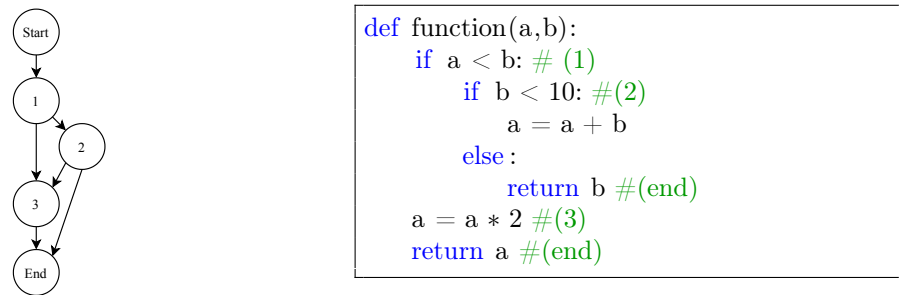 Start
1
2
3
End
def function(a,b):
if a < b: # (1)
if b < 10: #(2)
a = a + b
else:
return b #(end)
a = a * 2 #(3)
return a #(end)